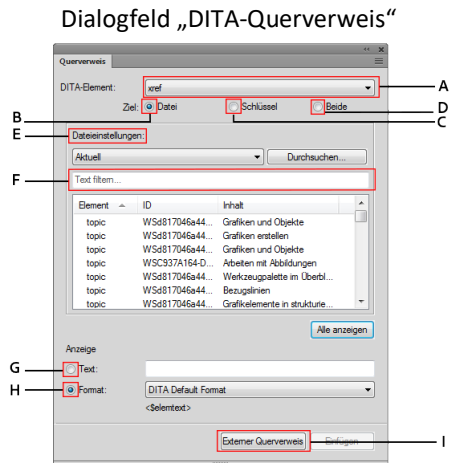 Dialogfeld „DITA-Querverweis“
Querverweis
DITA-Element: xref A
Ziel: Datei Schlüssel Beide D
B
C
E Dateieinstellungen:
Aktuell Durchsuchen...
F Text filtern...
Element ID Inhalt
topic WSd817046a44... Grafiken und Objekte
topic WSd817046a44... Grafiken erstellen
topic WSd817046a44... Grafiken und Objekte
topic WSC937A164-D... Arbeiten mit Abbildungen
topic WSd817046a44... Werkzeugpalette im Überbl...
topic WSd817046a44... Bezugslinien
topic WSd817046a44... Grafikelemente in strukturie...
Alle anzeigen
Anzeige
G Text:
H Format: DITA Default Format
<$elemtext>
Externer Querverweis Einfügen I